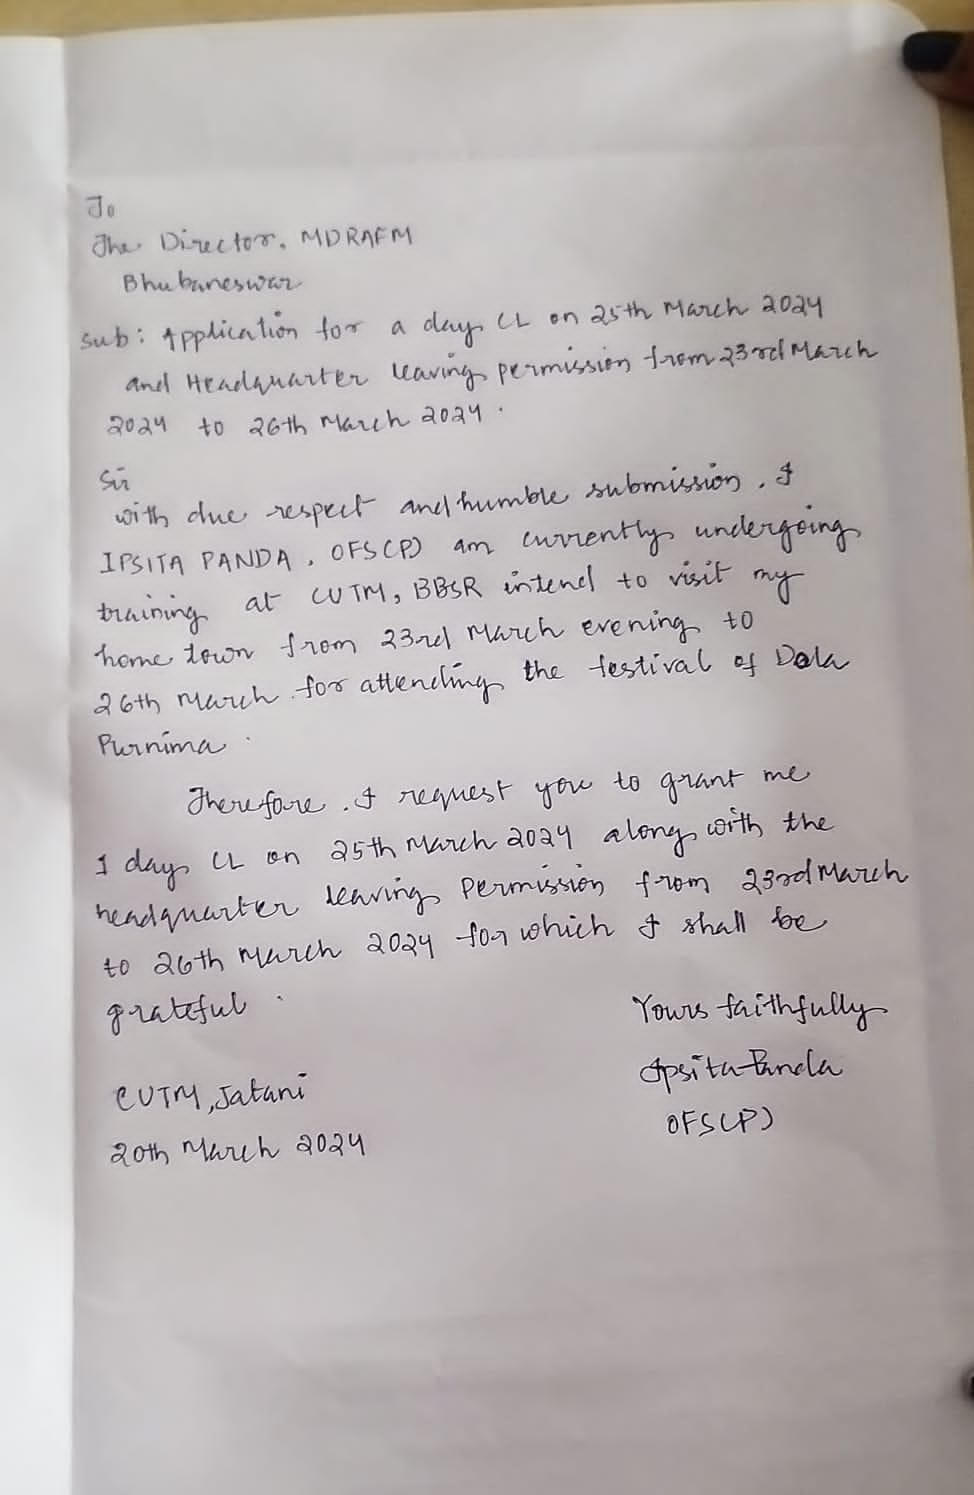 To
The Director, MDRAFM
Bhubaneswar
Sub: Application for a day CL on 25th March 2024
and Headquarter leaving permission from 23rd March
2024 to 26th March 2024.
Sir
with due respect and humble submission, I
IPSITA PANDA, OFS(P) am currently undergoing
training at CUTM, BBSR intend to visit my
home town from 23rd March evening to
26th March for attending the festival of Dola
Purnima.
Therefore, I request you to grant me
1 day CL on 25th March 2024 along with the
headquarter leaving permission from 23rd March
to 26th March 2024 for which I shall be
grateful.
Yours faithfully
Ipsita Panda
OFS(P)
CUTM, Jatani
20th March 2024